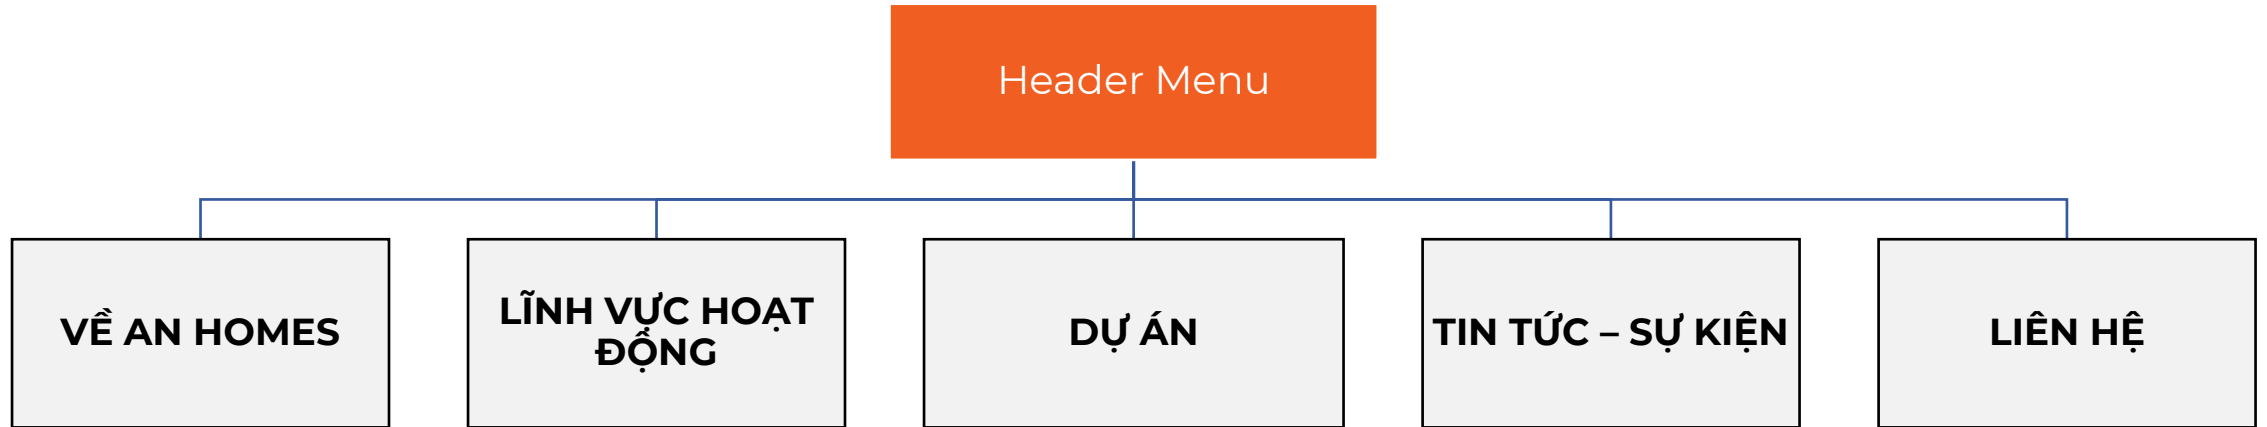 Header Menu
VỀ AN HOMES
LĨNH VỰC HOẠT
ĐỘNG
DỰ ÁN
TIN TỨC – SỰ KIỆN
LIÊN HỆ